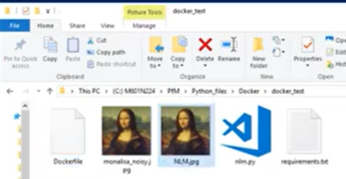 Picture Tools docker_test
File Home Share View Manage
Pin to Quick access Copy Paste Cut Copy path Paste shortcut Move to Copy to Delete Rename New folder Properties
Clipboard Organize New
This PC > (C:) M601N224 > PfM > Python_files > Docker > docker_test
Dockerfile monalisa_noisy.jpg NLM.jpg nlm.py requirements.txt